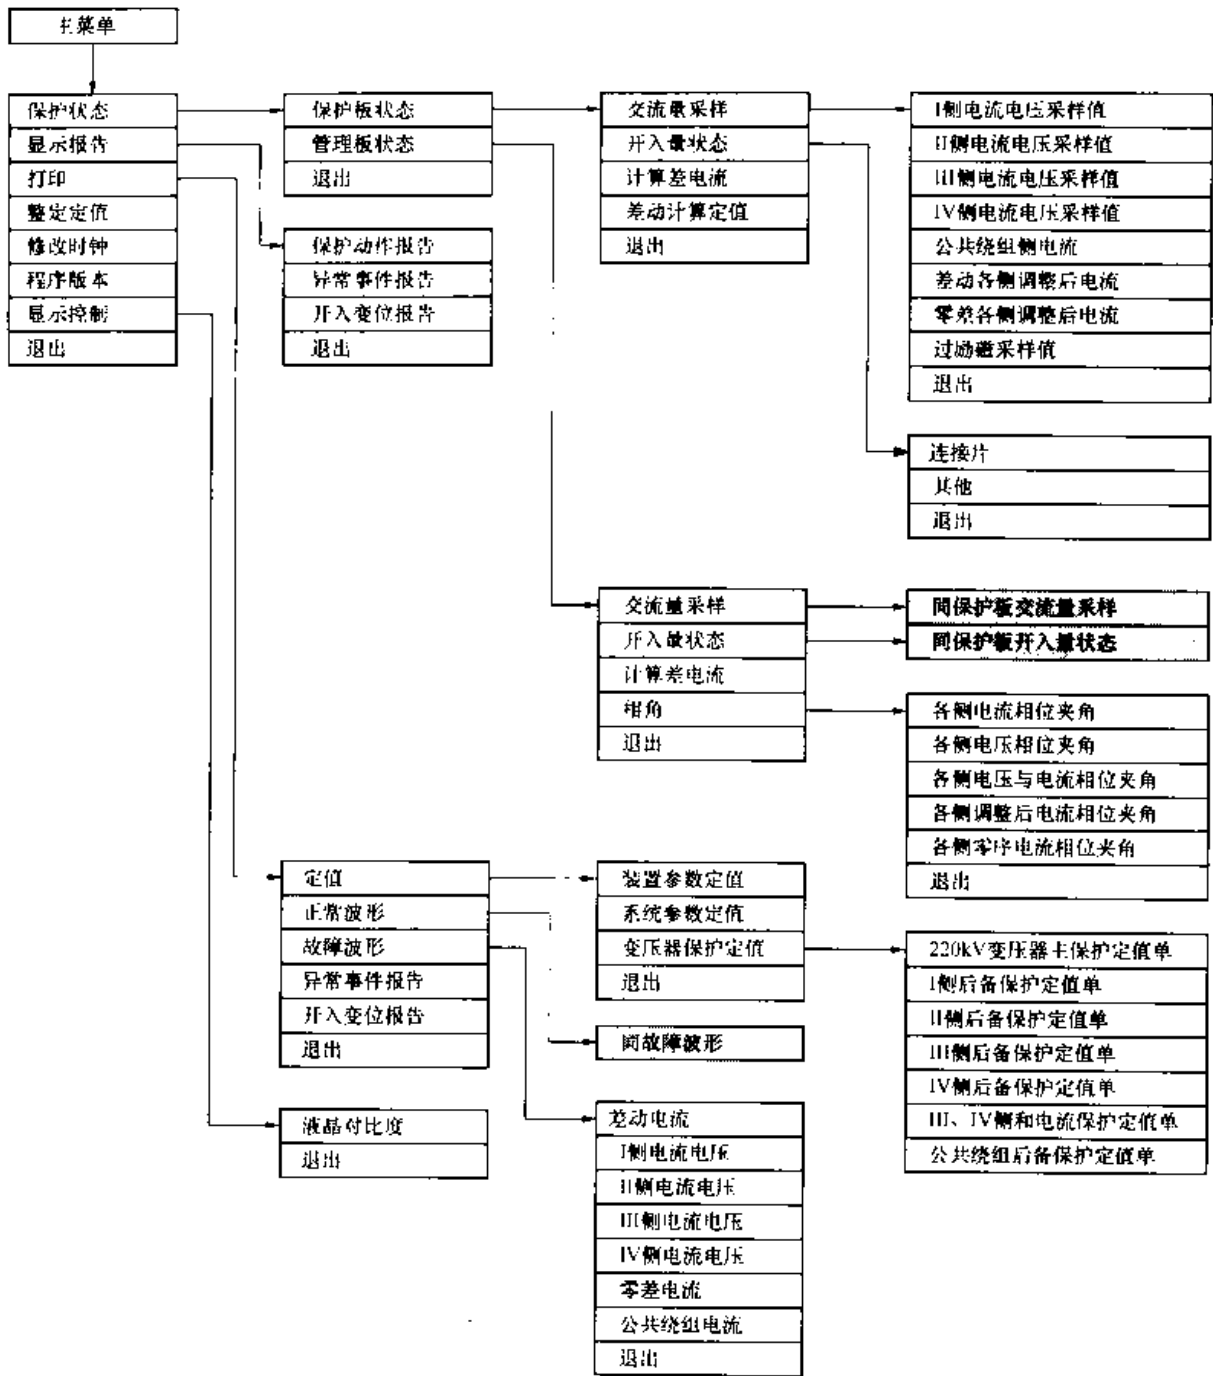 主菜单
保护状态
显示报告
打印
整定定值
修改时钟
程序版本
显示控制
退出
保护板状态
管理板状态
退出
保护动作报告
异常事件报告
开入变位报告
退出
交流量采样
开入量状态
计算差电流
差动计算定值
退出
I侧电流电压采样值
II侧电流电压采样值
III侧电流电压采样值
IV侧电流电压采样值
公共绕组侧电流
差动各侧调整后电流
零差各侧调整后电流
过励磁采样值
退出
连接片
其他
退出
交流量采样
开入量状态
计算差电流
相角
退出
同保护板交流量采样
同保护板开入量状态
各侧电流相位夹角
各侧电压相位夹角
各侧电压与电流相位夹角
各侧调整后电流相位夹角
各侧零序电流相位夹角
退出
定值
正常波形
故障波形
异常事件报告
开入变位报告
退出
装置参数定值
系统参数定值
变压器保护定值
退出
220kV变压器主保护定值单
I侧后备保护定值单
II侧后备保护定值单
III侧后备保护定值单
IV侧后备保护定值单
III、IV侧和电流保护定值单
公共绕组后备保护定值单
同故障波形
差动电流
I侧电流电压
II侧电流电压
III侧电流电压
IV侧电流电压
零差电流
公共绕组电流
退出
液晶对比度
退出